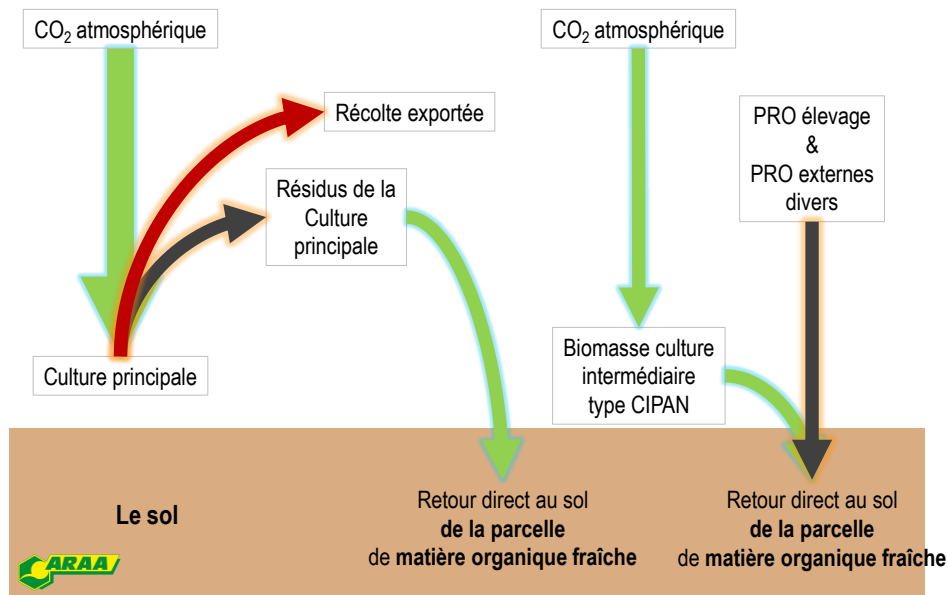 CO₂ atmosphérique
CO₂ atmosphérique
Récolte exportée
PRO élevage
&
PRO externes
divers
Résidus de la
Culture
principale
Culture principale
Biomasse culture
intermédiaire
type CIPAN
Le sol
Retour direct au sol
de la parcelle
de matière organique fraîche
Retour direct au sol
de la parcelle
de matière organique fraîche
ARAA